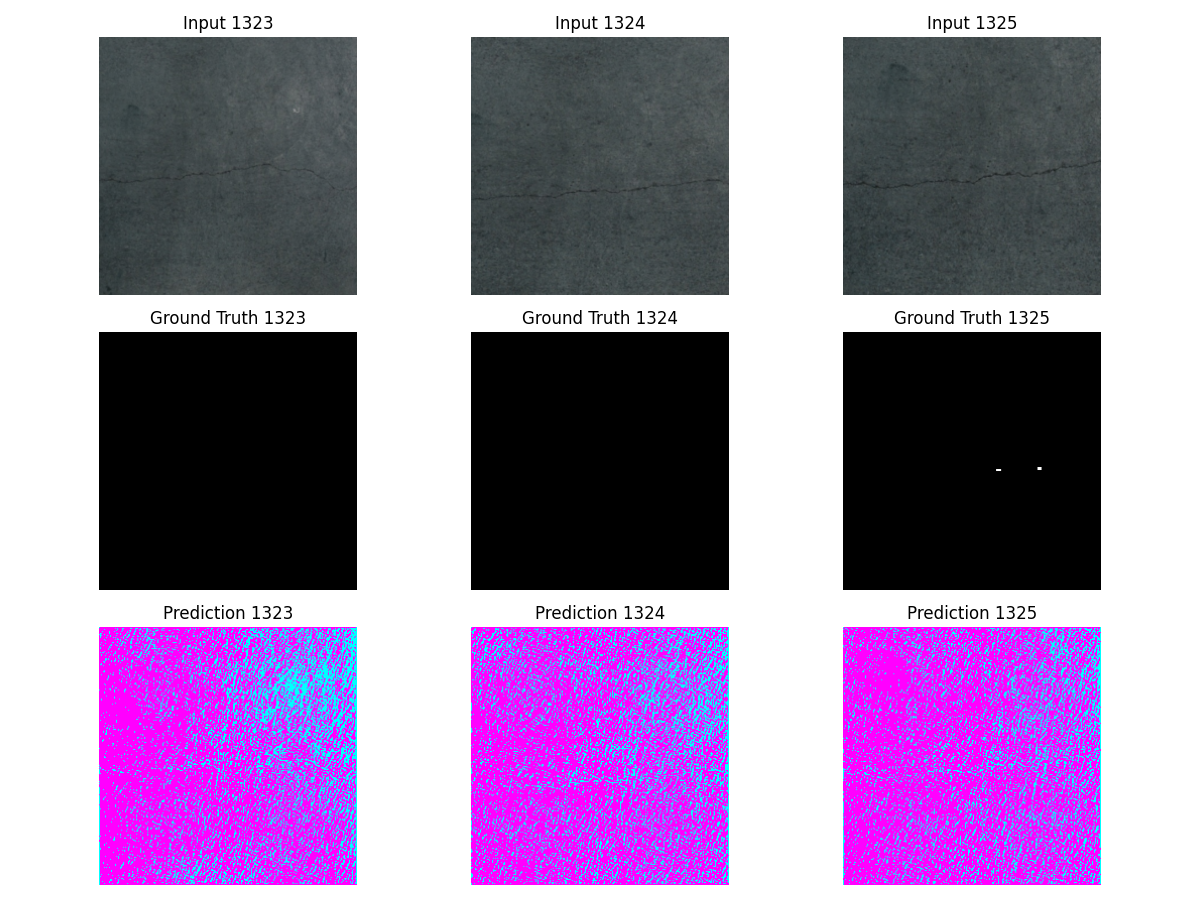 Input 1323
Input 1324
Input 1325
Ground Truth 1323
Ground Truth 1324
Ground Truth 1325
Prediction 1323
Prediction 1324
Prediction 1325